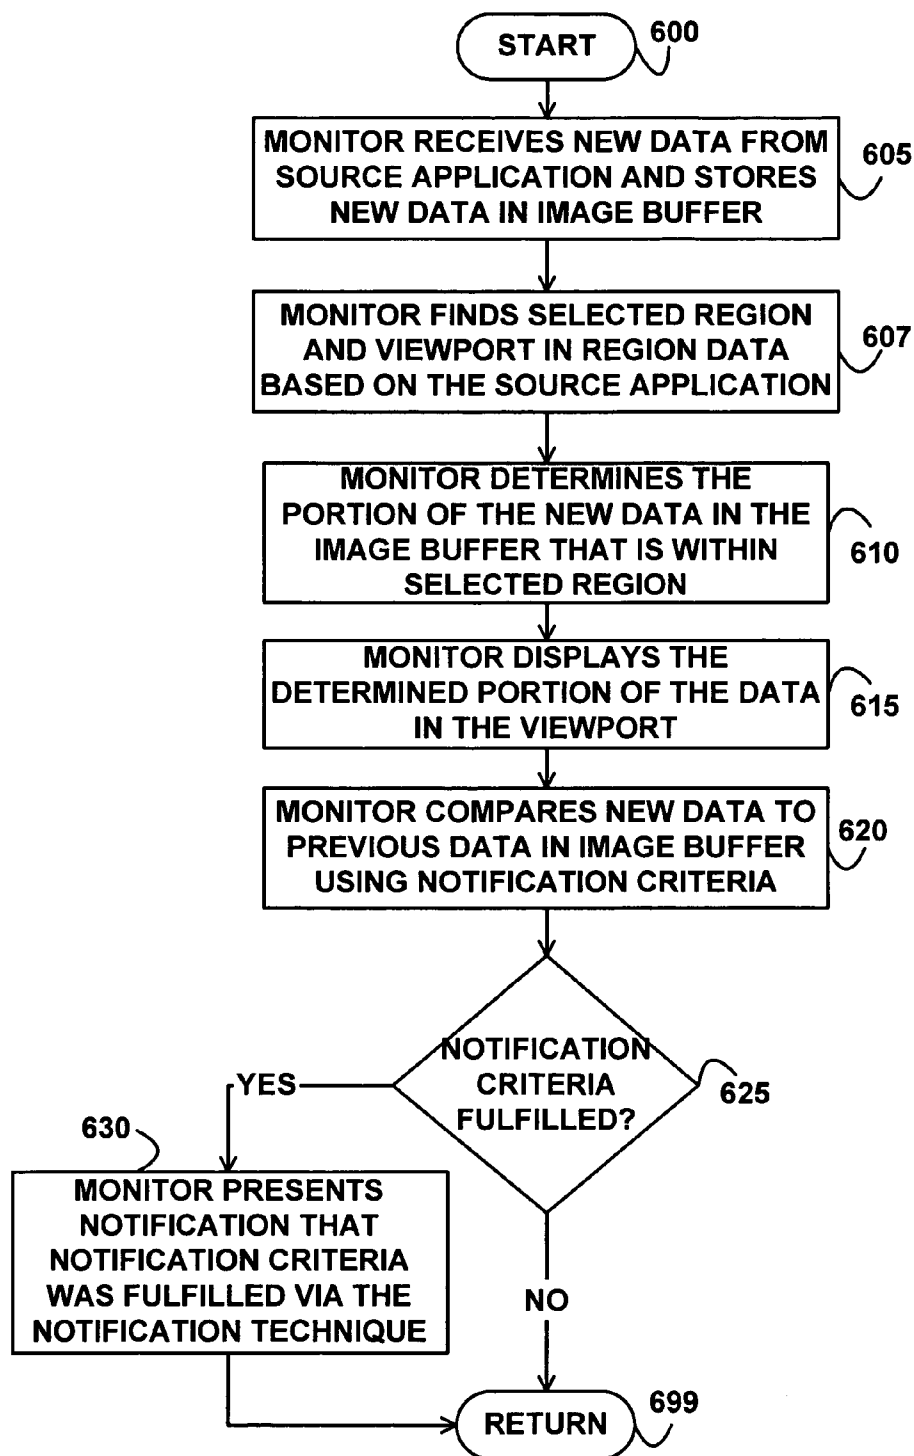 START
600
MONITOR RECEIVES NEW DATA FROM
SOURCE APPLICATION AND STORES
NEW DATA IN IMAGE BUFFER
605
MONITOR FINDS SELECTED REGION
AND VIEWPORT IN REGION DATA
BASED ON THE SOURCE APPLICATION
607
MONITOR DETERMINES THE
PORTION OF THE NEW DATA IN THE
IMAGE BUFFER THAT IS WITHIN
SELECTED REGION
610
MONITOR DISPLAYS THE
DETERMINED PORTION OF THE DATA
IN THE VIEWPORT
615
MONITOR COMPARES NEW DATA TO
PREVIOUS DATA IN IMAGE BUFFER
USING NOTIFICATION CRITERIA
620
NOTIFICATION
CRITERIA
FULFILLED?
625
YES
630
MONITOR PRESENTS
NOTIFICATION THAT
NOTIFICATION CRITERIA
WAS FULFILLED VIA THE
NOTIFICATION TECHNIQUE
NO
RETURN
699